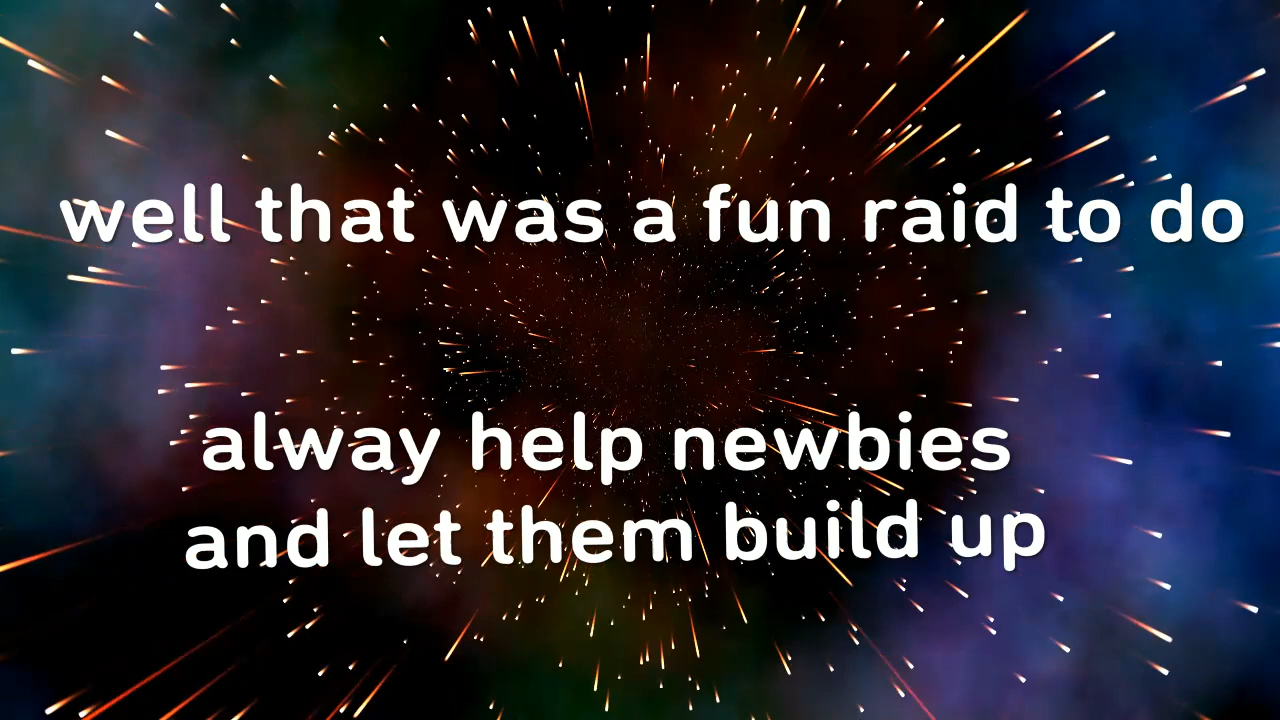 well that was a fun raid to do
alway help newbies
and let them build up